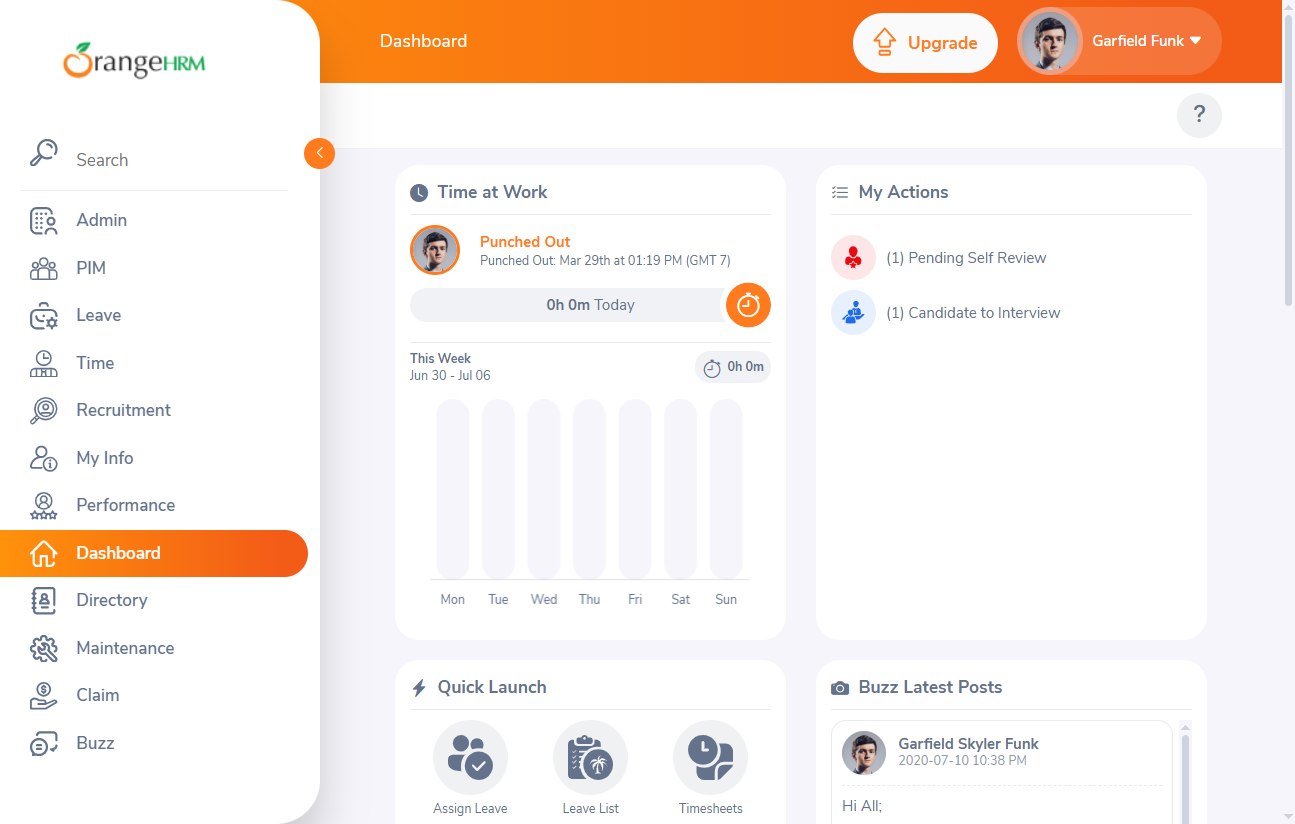 OrangeHRM
Search
Admin
PIM
Leave
Time
Recruitment
My Info
Performance
Dashboard
Directory
Maintenance
Claim
Buzz
Dashboard
Upgrade
Garfield Funk
?
Time at Work
Punched Out
Punched Out: Mar 29th at 01:19 PM (GMT 7)
0h 0m Today
This Week
Jun 30 - Jul 06
0h 0m
Mon Tue Wed Thu Fri Sat Sun
My Actions
(1) Pending Self Review
(1) Candidate to Interview
Quick Launch
Assign Leave Leave List Timesheets
Buzz Latest Posts
Garfield Skyler Funk
2020-07-10 10:38 PM
Hi All;